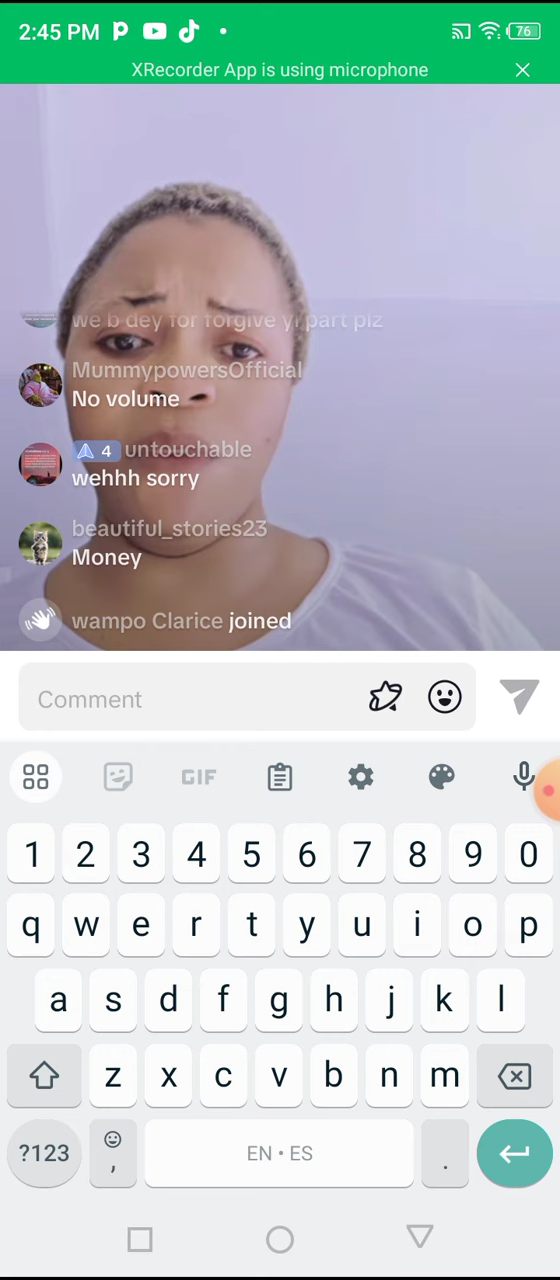 2:45 PM
76
XRecorder App is using microphone
we b dey for forgive yi part plz
MummypowersOfficial
No volume
4 untouchable
wehhh sorry
beautiful_stories23
Money
wampo Clarice joined
Comment
GIF
1 2 3 4 5 6 7 8 9 0
q w e r t y u i o p
a s d f g h j k l
z x c v b n m
?123 , EN • ES .